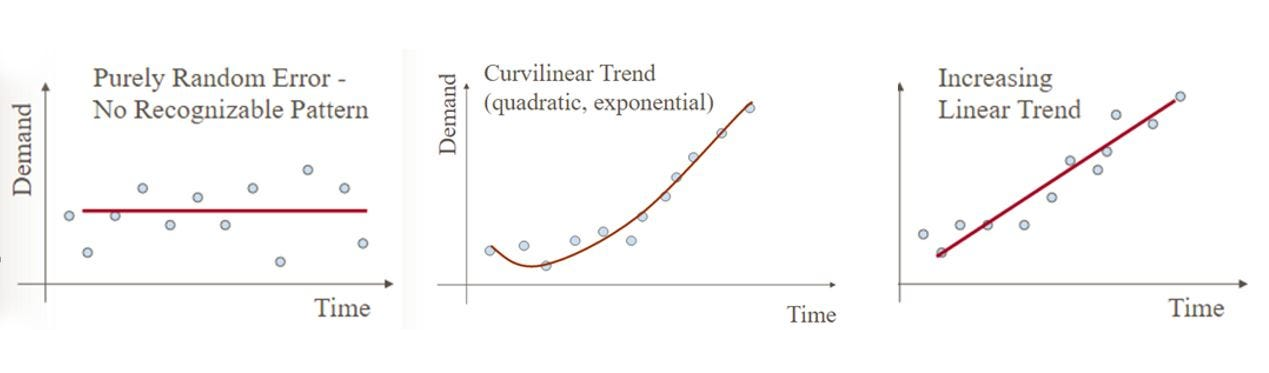 Purely Random Error -
No Recognizable Pattern
Demand
Time
Curvilinear Trend
(quadratic, exponential)
Demand
Time
Increasing
Linear Trend
Time